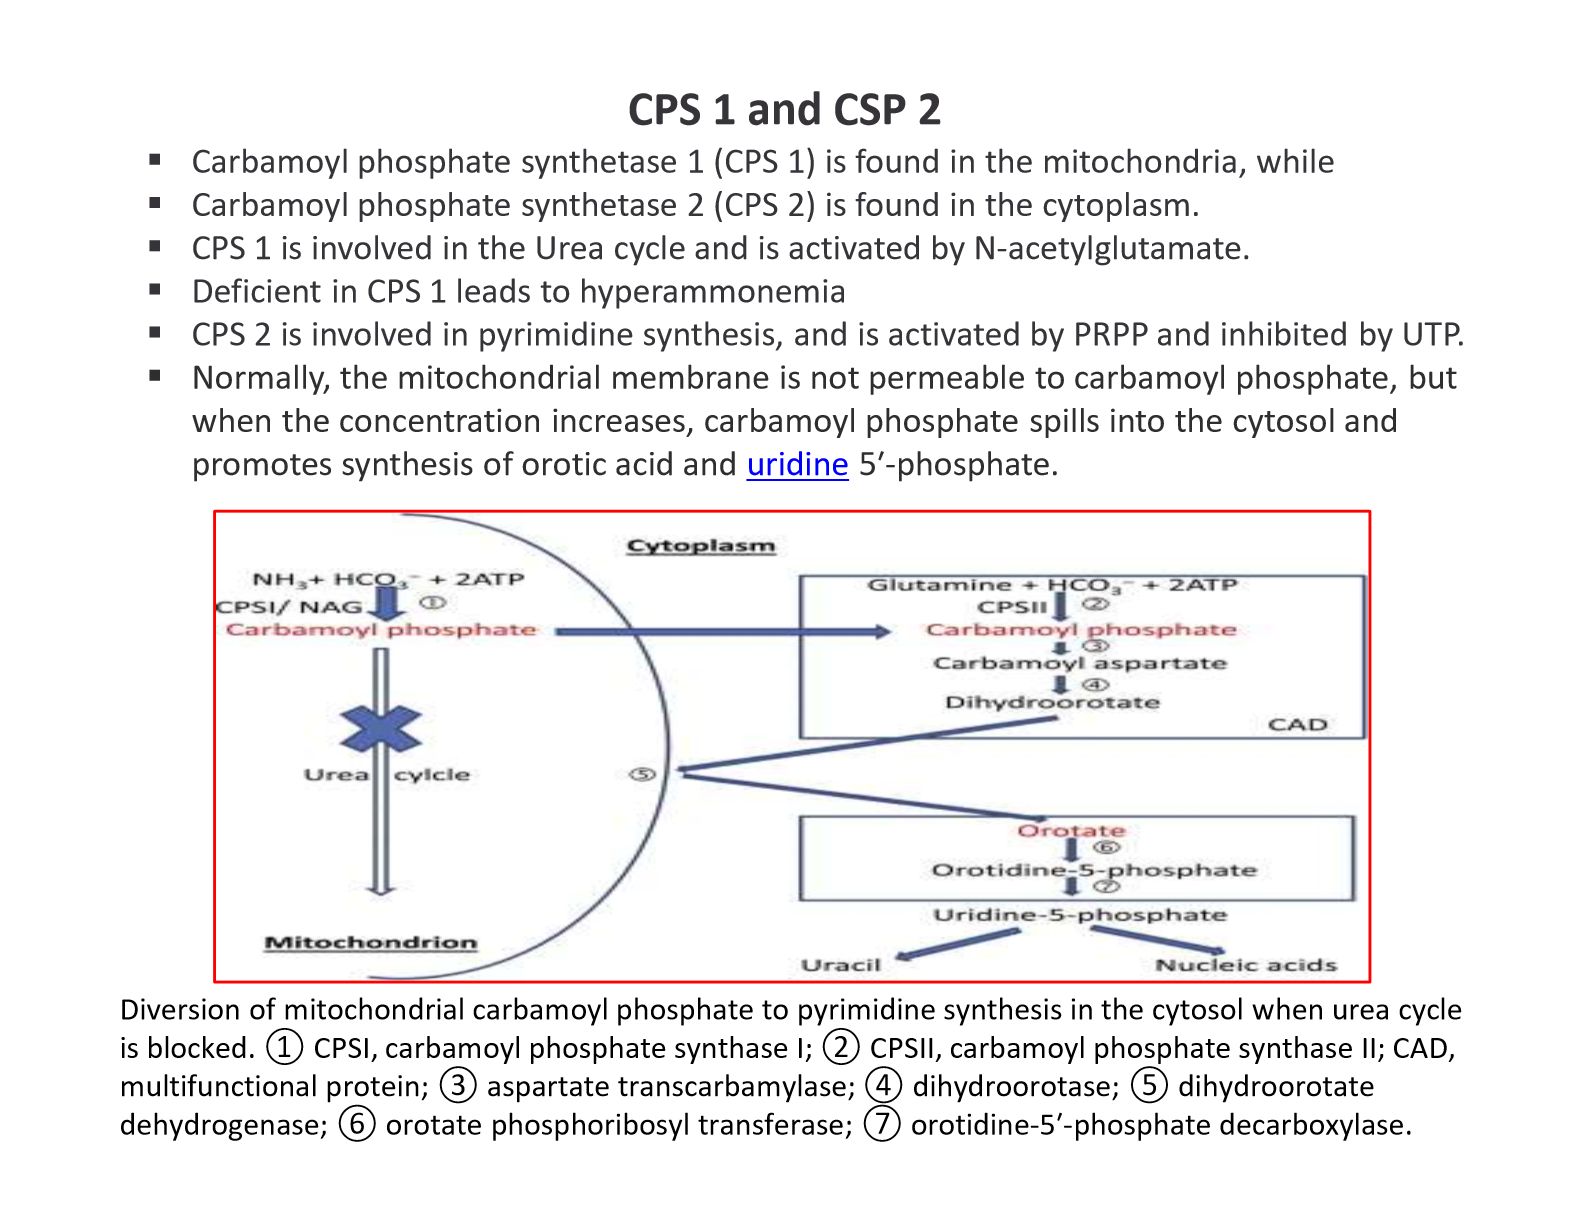 CPS 1 and CSP 2
▪ Carbamoyl phosphate synthetase 1 (CPS 1) is found in the mitochondria, while
▪ Carbamoyl phosphate synthetase 2 (CPS 2) is found in the cytoplasm.
▪ CPS 1 is involved in the Urea cycle and is activated by N-acetylglutamate.
▪ Deficient in CPS 1 leads to hyperammonemia
▪ CPS 2 is involved in pyrimidine synthesis, and is activated by PRPP and inhibited by UTP.
▪ Normally, the mitochondrial membrane is not permeable to carbamoyl phosphate, but
when the concentration increases, carbamoyl phosphate spills into the cytosol and
promotes synthesis of orotic acid and uridine 5′-phosphate.
Cytoplasm
NH₃+ HCO₃⁻ + 2ATP
CPSI/ NAG ①
Carbamoyl phosphate
Urea cylcle
Mitochondrion
Glutamine + HCO₃⁻ + 2ATP
CPSII ②
Carbamoyl phosphate
③
Carbamoyl aspartate
④
Dihydroorotate
CAD
⑤
Orotate
⑥
Orotidine-5-phosphate
⑦
Uridine-5-phosphate
Uracil
Nucleic acids
Diversion of mitochondrial carbamoyl phosphate to pyrimidine synthesis in the cytosol when urea cycle
is blocked. ① CPSI, carbamoyl phosphate synthase I; ② CPSII, carbamoyl phosphate synthase II; CAD,
multifunctional protein; ③ aspartate transcarbamylase; ④ dihydroorotase; ⑤ dihydroorotate
dehydrogenase; ⑥ orotate phosphoribosyl transferase; ⑦ orotidine-5′-phosphate decarboxylase.